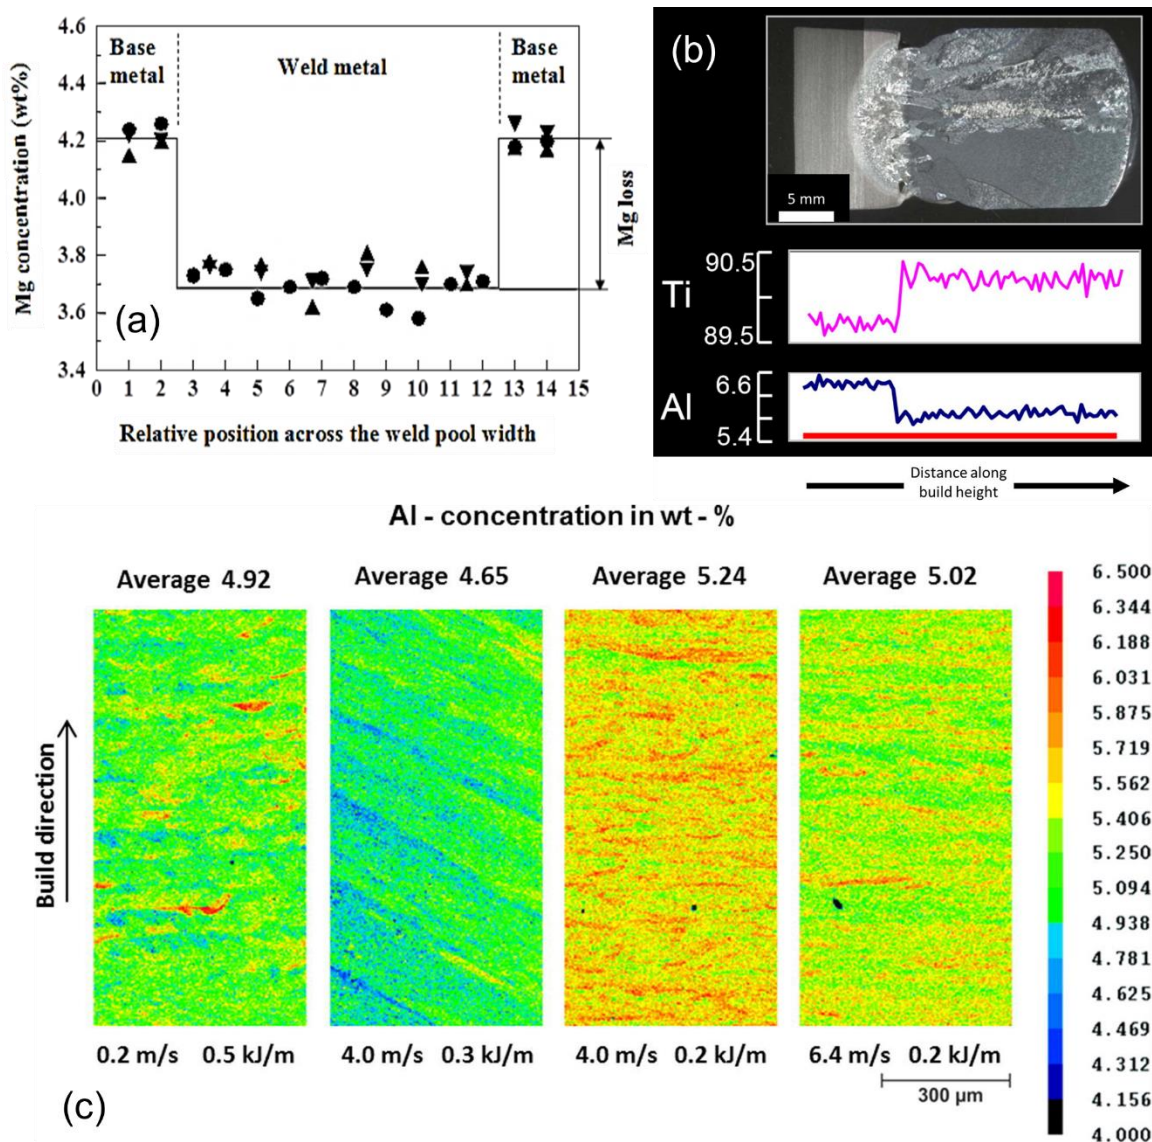 4.6
4.4
4.2
4.0
3.8
3.6
3.4
Mg concentration (wt%)
Base
metal
Weld metal
Base
metal
Mg loss
(a)
0 1 2 3 4 5 6 7 8 9 10 11 12 13 14 15
Relative position across the weld pool width
(b)
5 mm
Ti
90.5
89.5
Al
6.6
5.4
Distance along
build height
Al - concentration in wt - %
Average 4.92
Average 4.65
Average 5.24
Average 5.02
Build direction
0.2 m/s 0.5 kJ/m
4.0 m/s 0.3 kJ/m
4.0 m/s 0.2 kJ/m
6.4 m/s 0.2 kJ/m
300 µm
6.500
6.344
6.188
6.031
5.875
5.719
5.562
5.406
5.250
5.094
4.938
4.781
4.625
4.469
4.312
4.156
4.000
(c)